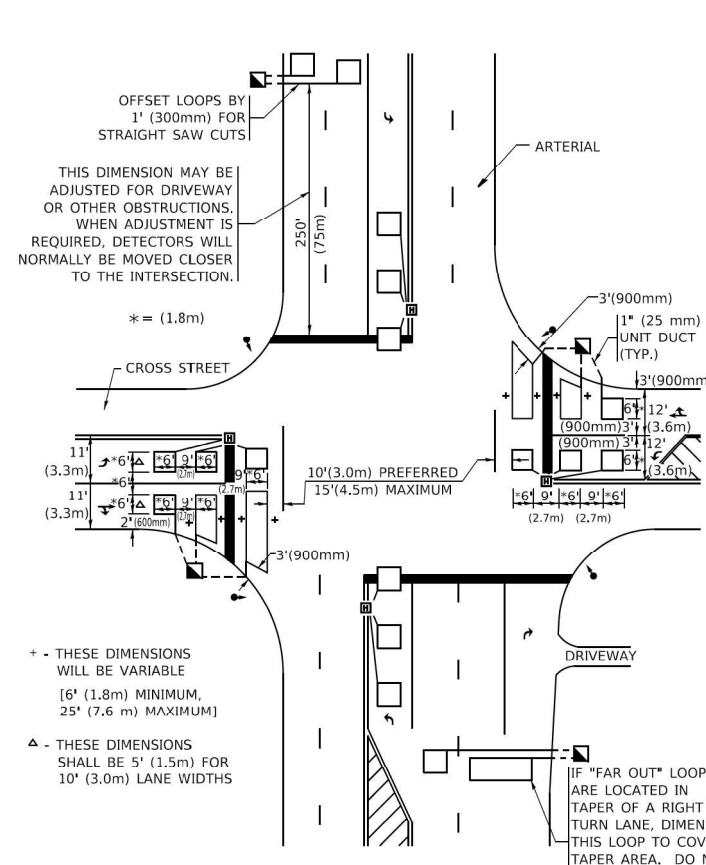 OFFSET LOOPS BY
1' (300mm) FOR
STRAIGHT SAW CUTS
THIS DIMENSION MAY BE
ADJUSTED FOR DRIVEWAY
OR OTHER OBSTRUCTIONS.
WHEN ADJUSTMENT IS
REQUIRED, DETECTORS WILL
NORMALLY BE MOVED CLOSER
TO THE INTERSECTION.
* = (1.8m)
250'
(75m)
ARTERIAL
3'(900mm)
1" (25 mm)
UNIT DUCT
(TYP.)
CROSS STREET
3'(900mm
6'* 12'
(900mm)3' (3.6m)
(900mm)3' 12'
6'* (3.6m)
*6' 9' *6' 9' *6'
(2.7m) (2.7m)
H
H
H
H
11'
(3.3m)
*6' Δ *6' 9' *6'
(2.7m)
*6'
9' *6'
(2.7m)
11'
(3.3m)
*6' Δ *6' 9' *6'
(2.7m)
2'(600mm)
10'(3.0m) PREFERRED
15'(4.5m) MAXIMUM
3'(900mm)
+ - THESE DIMENSIONS
WILL BE VARIABLE
[6' (1.8m) MINIMUM,
25' (7.6 m) MAXIMUM]
Δ - THESE DIMENSIONS
SHALL BE 5' (1.5m) FOR
10' (3.0m) LANE WIDTHS
DRIVEWAY
IF "FAR OUT" LOOP
ARE LOCATED IN
TAPER OF A RIGHT
TURN LANE, DIMEN
THIS LOOP TO COV
TAPER AREA. DO